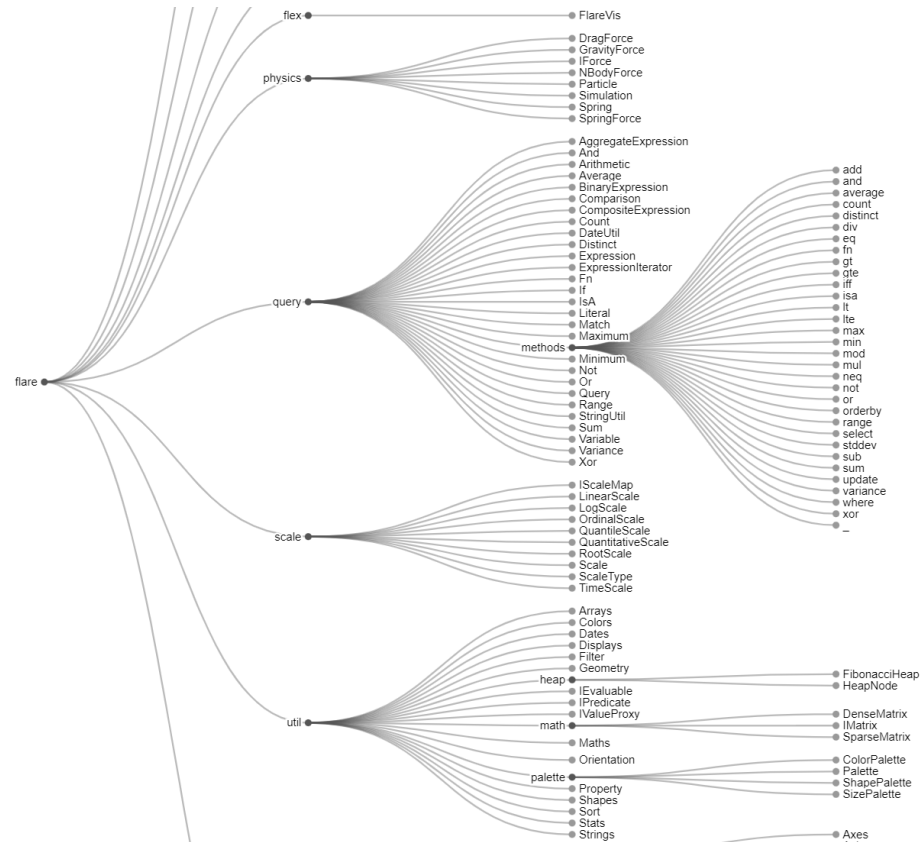 flex
FlareVis
physics
DragForce
GravityForce
IForce
NBodyForce
Particle
Simulation
Spring
SpringForce
query
AggregateExpression
And
Arithmetic
Average
BinaryExpression
Comparison
CompositeExpression
Count
DateUtil
Distinct
Expression
ExpressionIterator
Fn
If
IsA
Literal
Match
Maximum
methods
add
and
average
count
distinct
div
eq
fn
gt
gte
iff
isa
lt
lte
max
min
mod
mul
neq
not
or
orderby
range
select
stddev
sub
sum
update
variance
where
xor
_
Minimum
Not
Or
Query
Range
StringUtil
Sum
Variable
Variance
Xor
flare
scale
IScaleMap
LinearScale
LogScale
OrdinalScale
QuantileScale
QuantitativeScale
RootScale
Scale
ScaleType
TimeScale
util
Arrays
Colors
Dates
Displays
Filter
Geometry
heap
FibonacciHeap
HeapNode
IEvaluable
IPredicate
IValueProxy
math
DenseMatrix
IMatrix
SparseMatrix
Maths
Orientation
palette
ColorPalette
Palette
ShapePalette
SizePalette
Property
Shapes
Sort
Stats
Strings
Axes